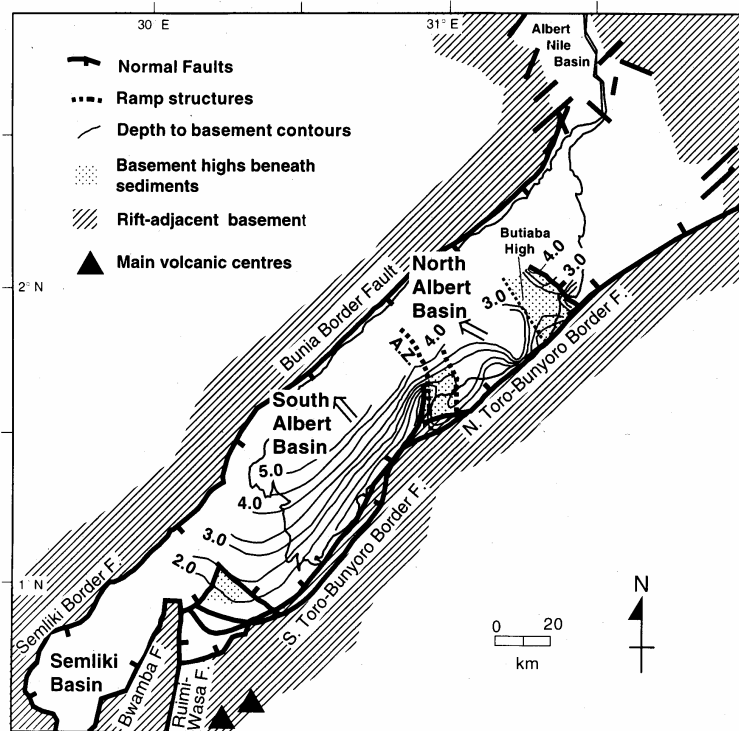 30° E
31° E
Albert
Nile
Basin
Normal Faults
Ramp structures
Depth to basement contours
Basement highs beneath
sediments
Rift-adjacent basement
Main volcanic centres
Butiaba
High
4.0
3.0
North
Albert
Basin
3.0
2° N
Bunia Border Fault
4.0
A.Z.
N. Toro-Bunyoro Border F.
South
Albert
Basin
5.0
4.0
3.0
2.0
S. Toro-Bunyoro Border F.
1° N
Semliki Border F.
N
0 20
km
Semliki
Basin
Bwamba F.
Ruimi-
Wasa F.